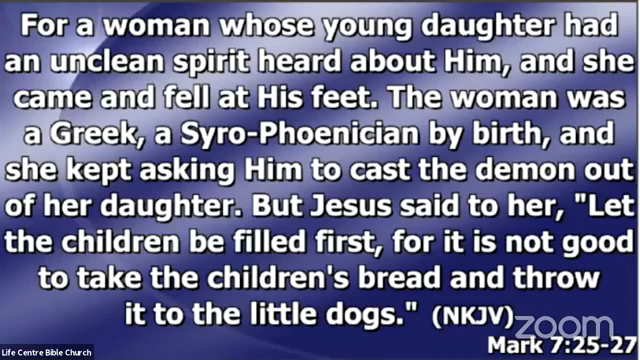 For a woman whose young daughter had
an unclean spirit heard about Him, and she
came and fell at His feet. The woman was
a Greek, a Syro-Phoenician by birth, and
she kept asking Him to cast the demon out
of her daughter. But Jesus said to her, "Let
the children be filled first, for it is not good
to take the children's bread and throw
it to the little dogs." (NKJV)
zoom
Mark 7:25-27
Life Centre Bible Church